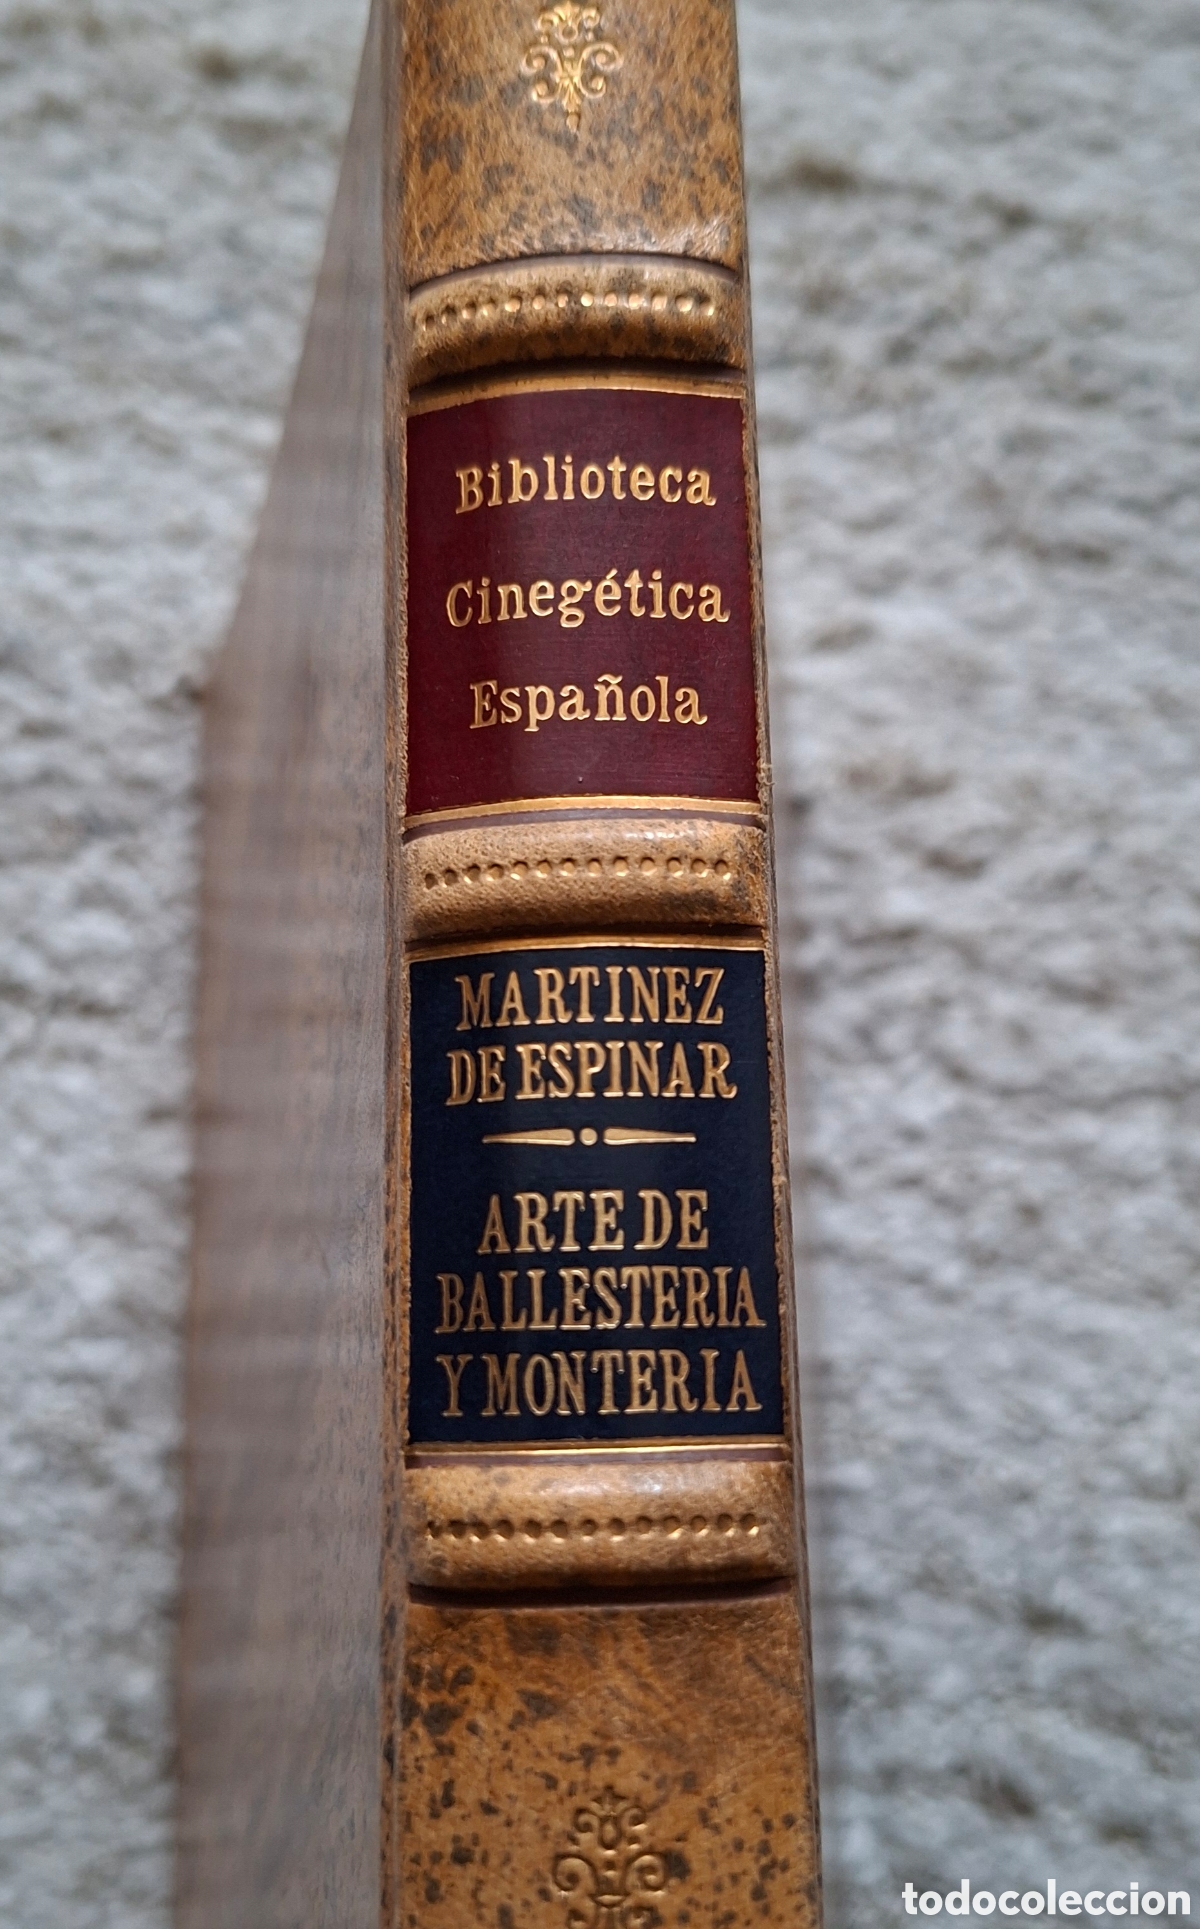 Biblioteca
Cinegética
Española
MARTINEZ
DE ESPINAR
ARTE DE
BALLESTERIA
Y MONTERIA
todocoleccion